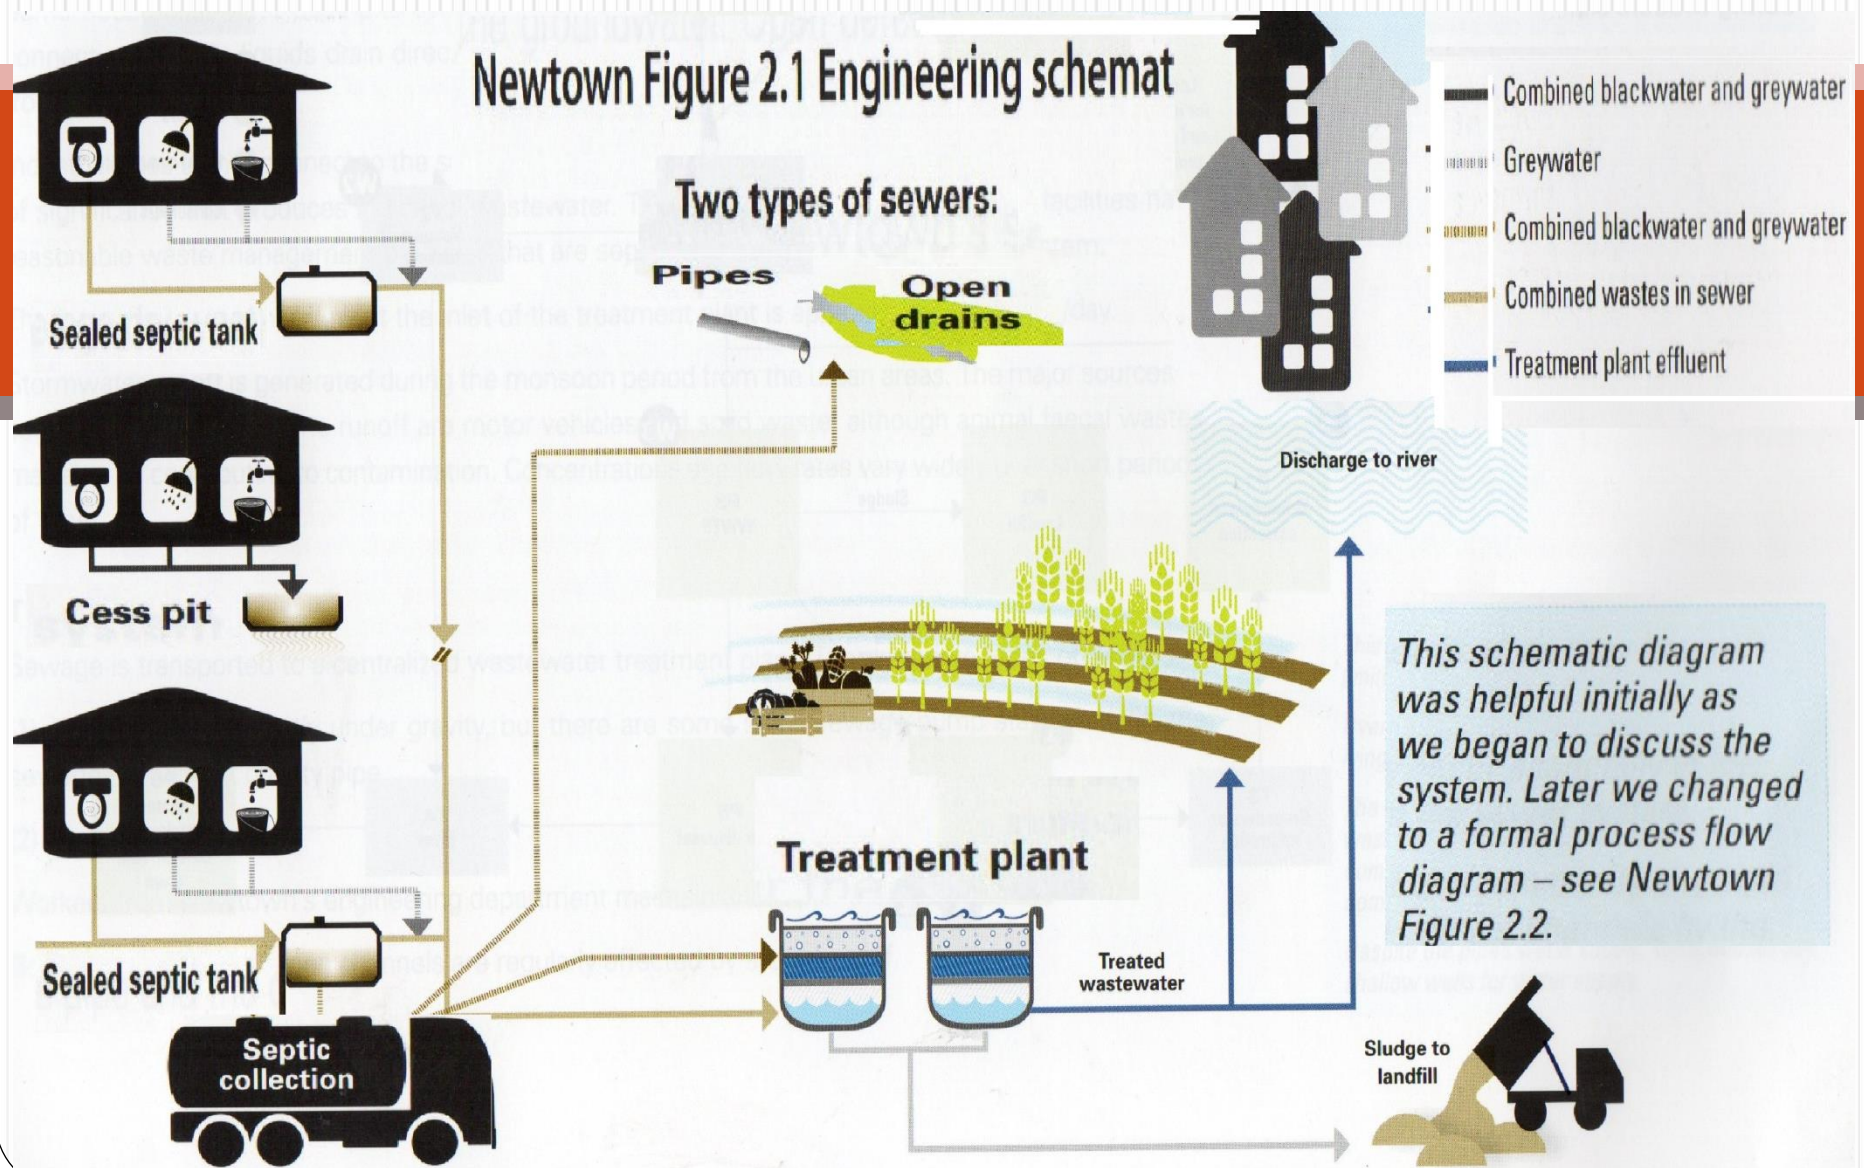 Newtown Figure 2.1 Engineering schemat
Combined blackwater and greywater
Greywater
Combined blackwater and greywater
Combined wastes in sewer
Treatment plant effluent
Two types of sewers:
Pipes
Open
drains
Sealed septic tank
Discharge to river
Cess pit
This schematic diagram
was helpful initially as
we began to discuss the
system. Later we changed
to a formal process flow
diagram – see Newtown
Figure 2.2.
Treatment plant
Sealed septic tank
Treated
wastewater
Septic
collection
Sludge to
landfill